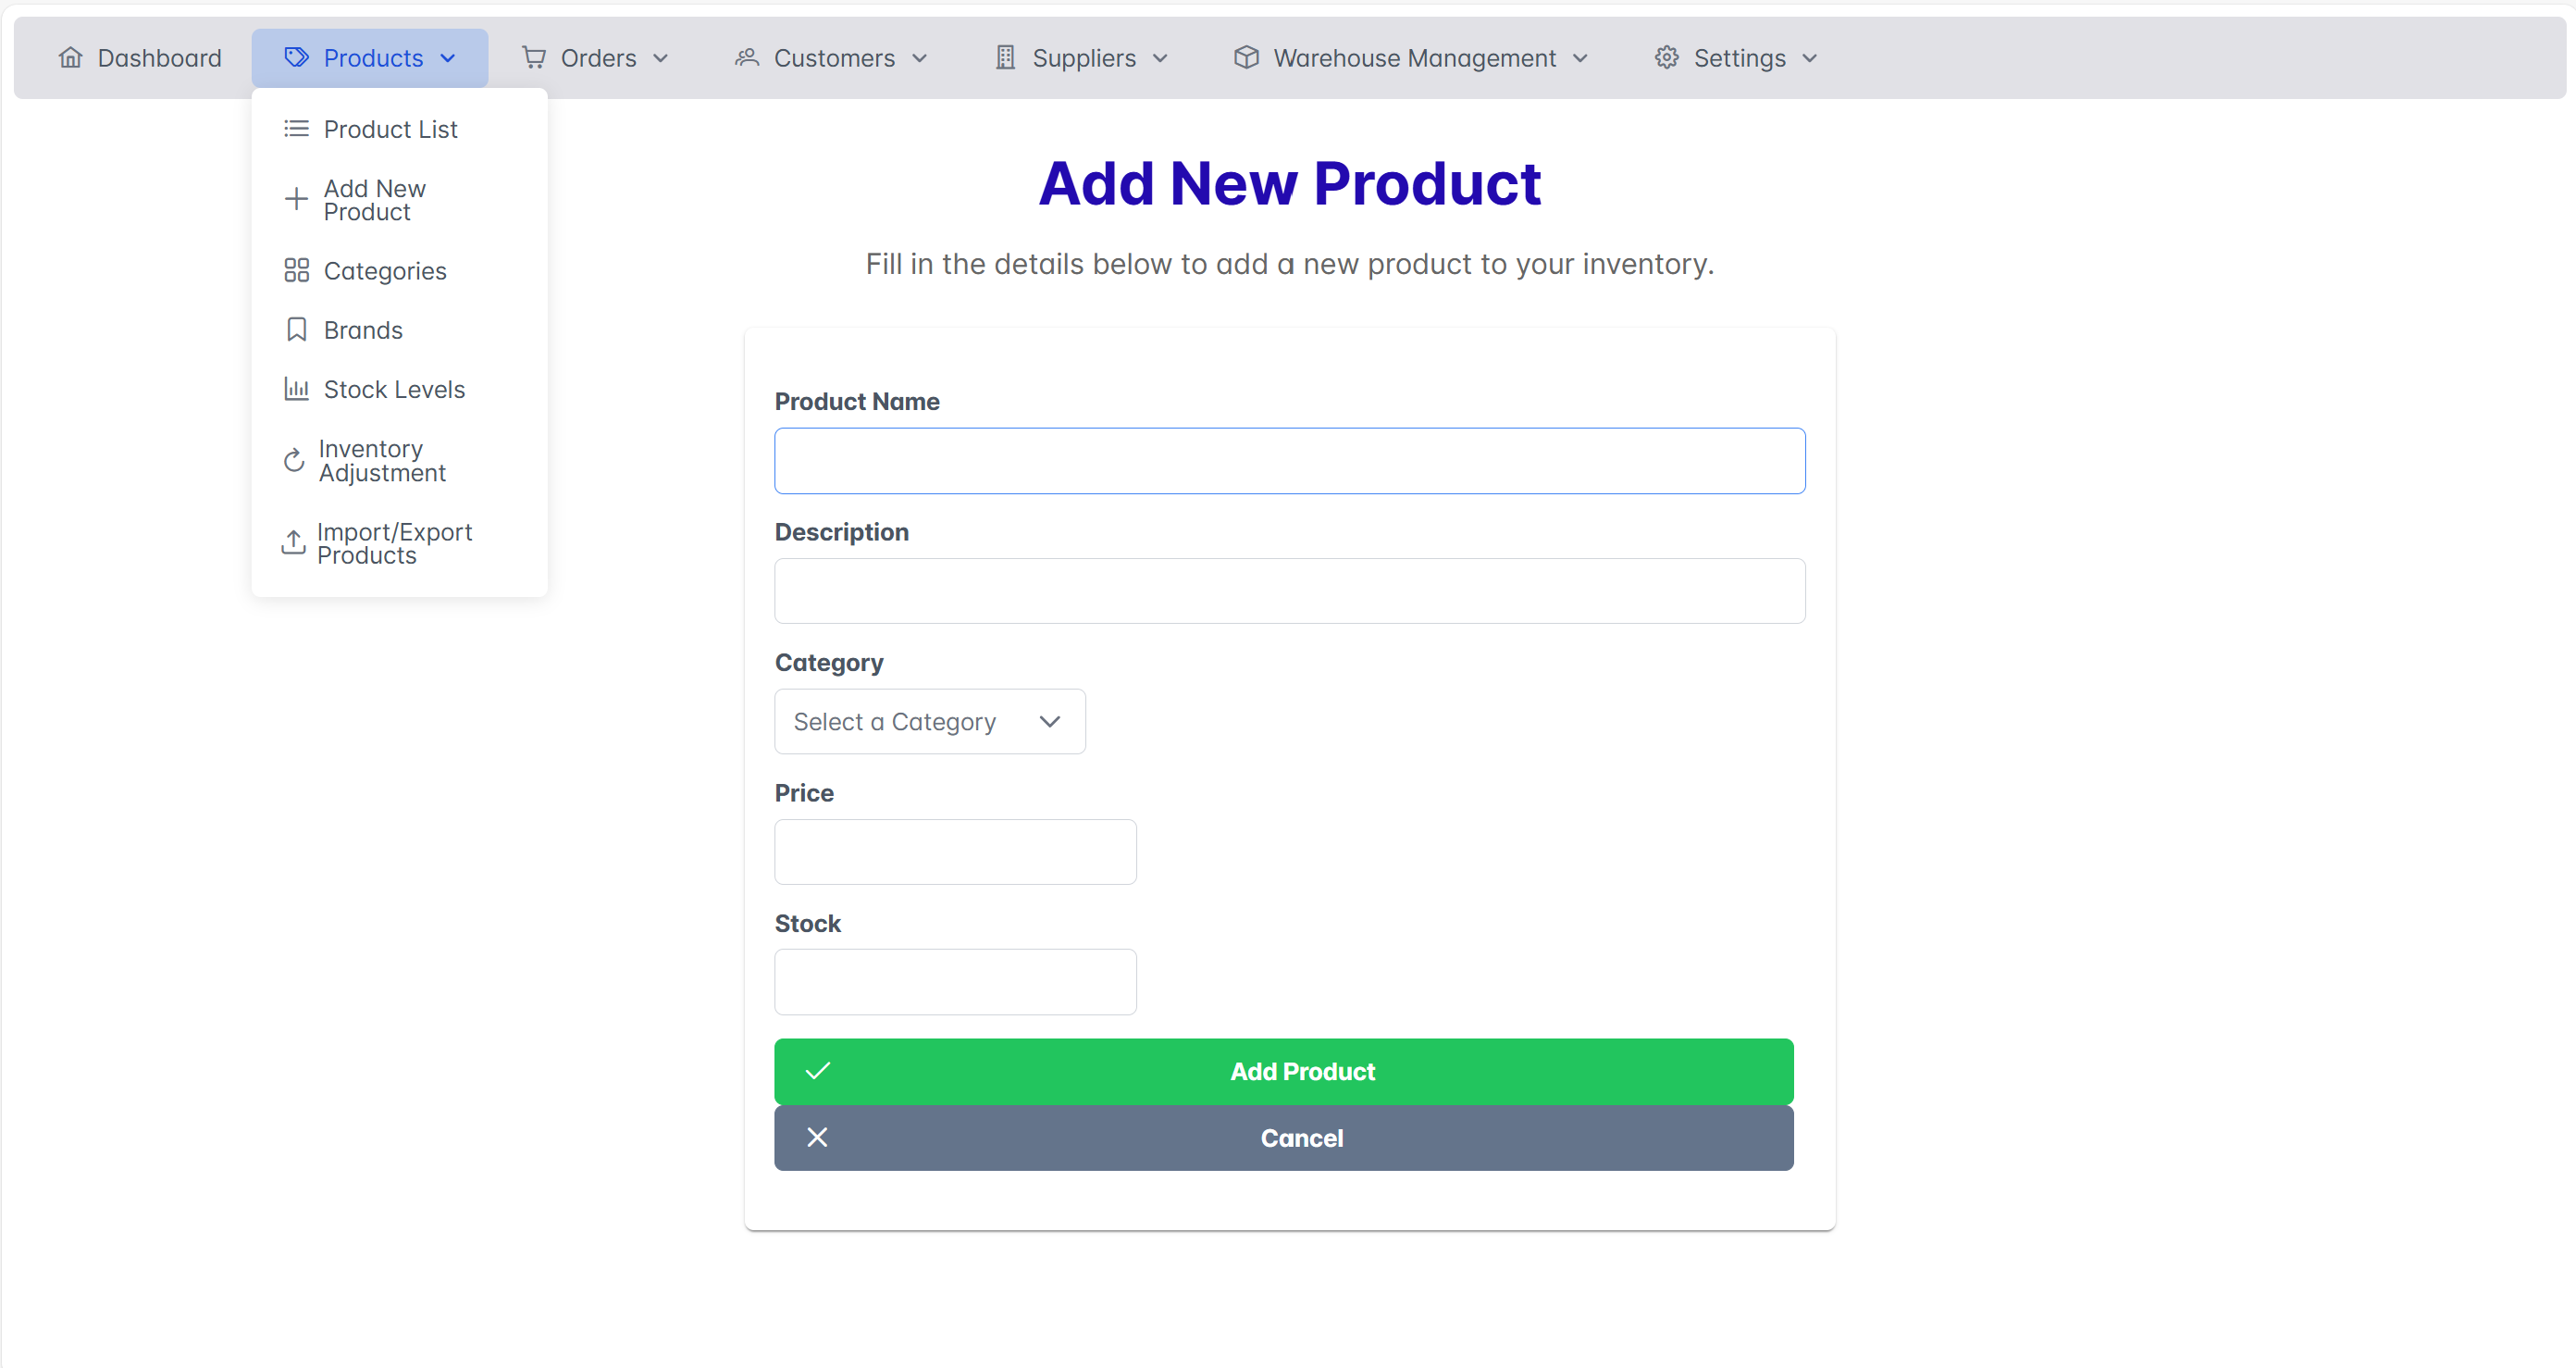 Dashboard
Products
Orders
Customers
Suppliers
Warehouse Management
Settings
Product List
Add New
Product
Categories
Brands
Stock Levels
Inventory
Adjustment
Import/Export
Products
Add New Product
Fill in the details below to add a new product to your inventory.
Product Name
Description
Category
Select a Category
Price
Stock
Add Product
Cancel